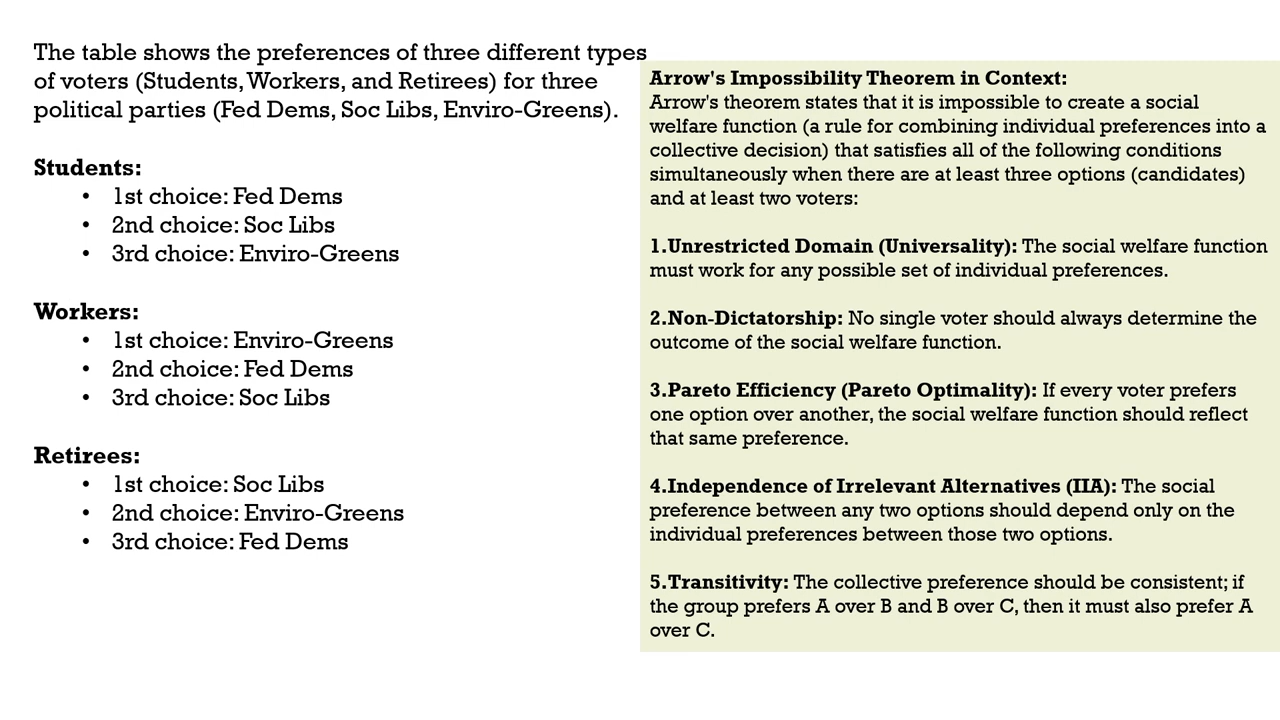 The table shows the preferences of three different types
of voters (Students, Workers, and Retirees) for three
political parties (Fed Dems, Soc Libs, Enviro-Greens).
Students:
• 1st choice: Fed Dems
• 2nd choice: Soc Libs
• 3rd choice: Enviro-Greens
Workers:
• 1st choice: Enviro-Greens
• 2nd choice: Fed Dems
• 3rd choice: Soc Libs
Retirees:
• 1st choice: Soc Libs
• 2nd choice: Enviro-Greens
• 3rd choice: Fed Dems
Arrow's Impossibility Theorem in Context:
Arrow's theorem states that it is impossible to create a social
welfare function (a rule for combining individual preferences into a
collective decision) that satisfies all of the following conditions
simultaneously when there are at least three options (candidates)
and at least two voters:
1.Unrestricted Domain (Universality): The social welfare function
must work for any possible set of individual preferences.
2.Non-Dictatorship: No single voter should always determine the
outcome of the social welfare function.
3.Pareto Efficiency (Pareto Optimality): If every voter prefers
one option over another, the social welfare function should reflect
that same preference.
4.Independence of Irrelevant Alternatives (IIA): The social
preference between any two options should depend only on the
individual preferences between those two options.
5.Transitivity: The collective preference should be consistent; if
the group prefers A over B and B over C, then it must also prefer A
over C.